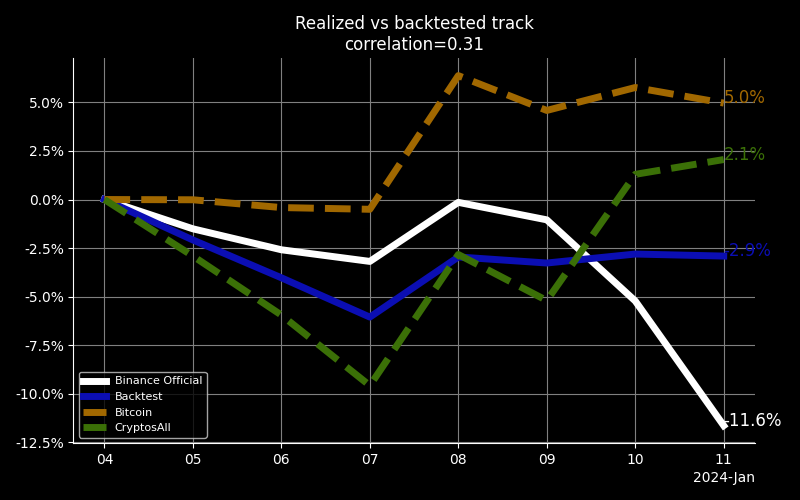 Realized vs backtested track
correlation=0.31
5.0%
2.5%
0.0%
-2.5%
-5.0%
-7.5%
-10.0%
-12.5%
5.0%
2.1%
-2.9%
-11.6%
Binance Official
Backtest
Bitcoin
CryptosAll
04 05 06 07 08 09 10 11
2024-Jan